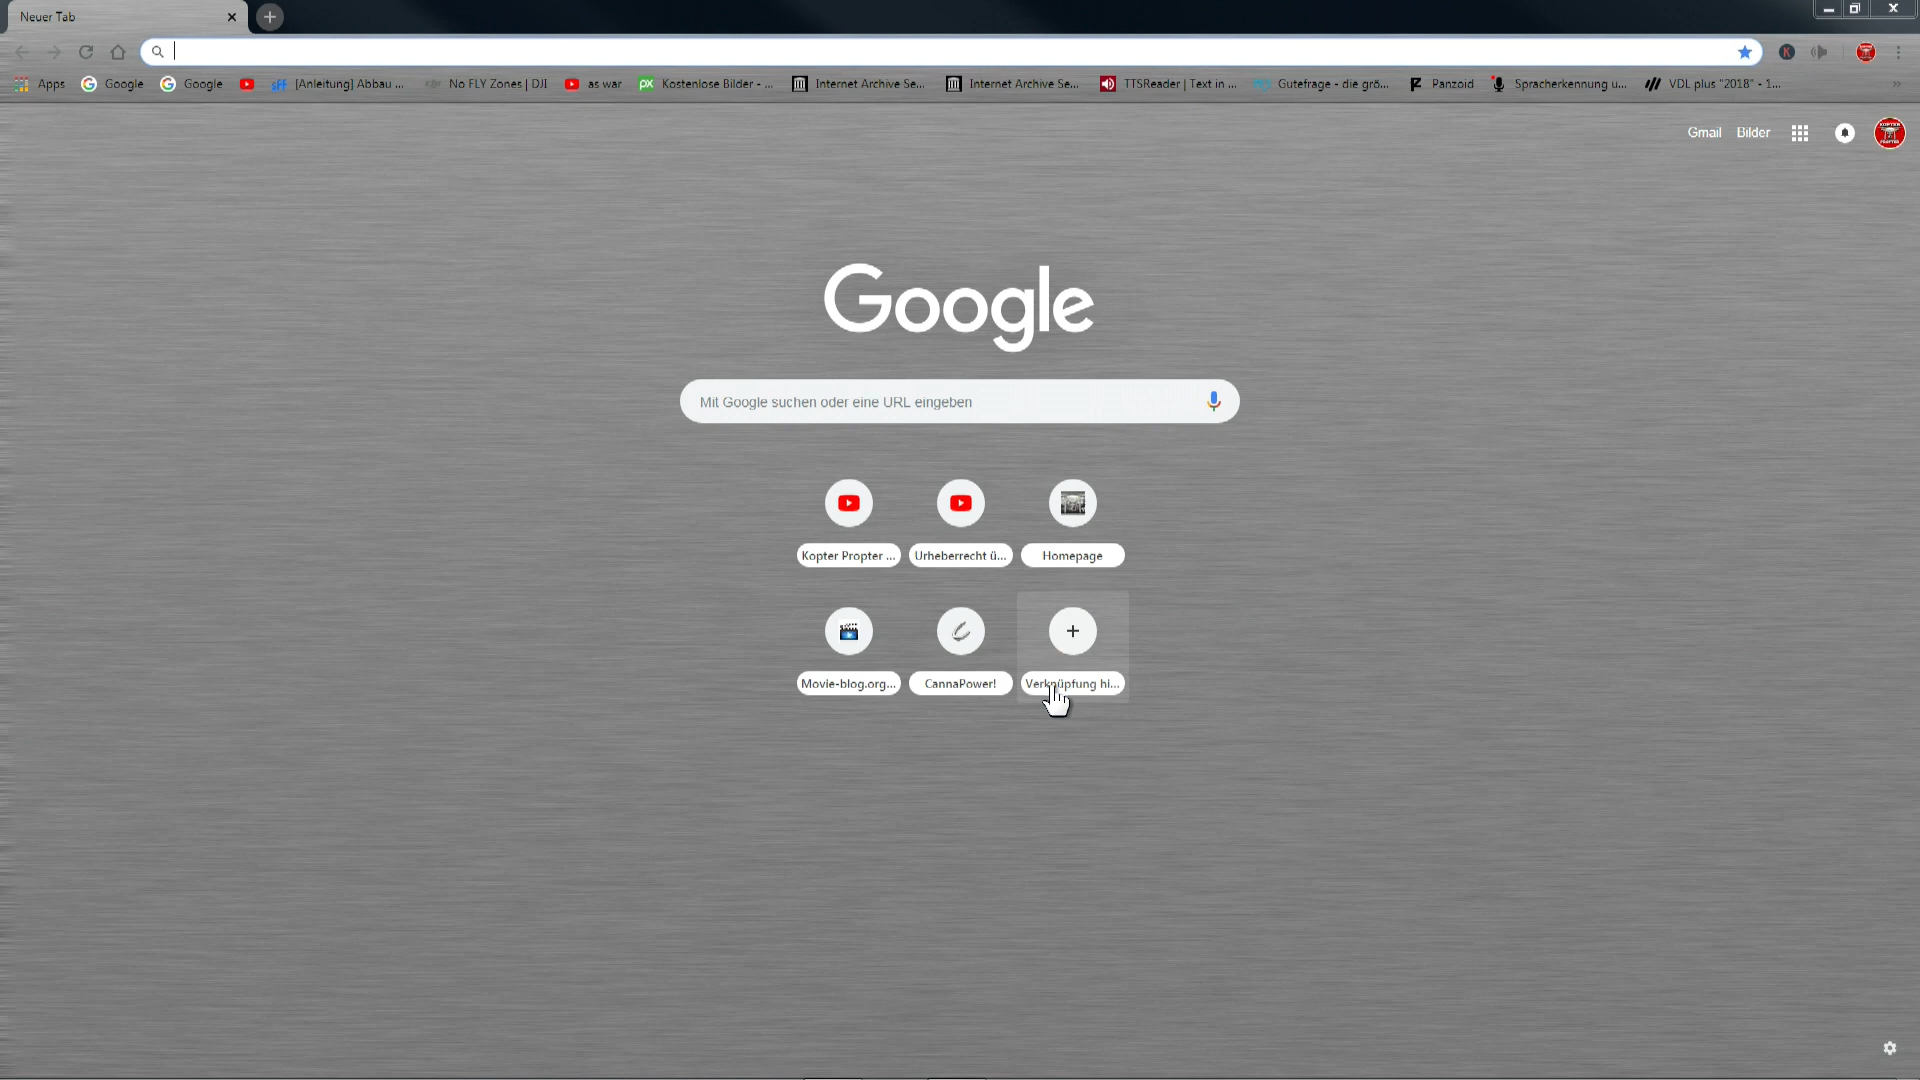 Neuer Tab
Apps Google Google [Anleitung] Abbau ... No FLY Zones | DJI as war Kostenlose Bilder - ... Internet Archive Se... Internet Archive Se... TTSReader | Text in ... Gutefrage - die grö... Panzoid Spracherkennung u... VDL plus "2018" - 1...
Gmail Bilder
Google
Mit Google suchen oder eine URL eingeben
Kopter Propter ... Urheberrecht ü... Homepage
Movie-blog.org... CannaPower! Verknüpfung hi...